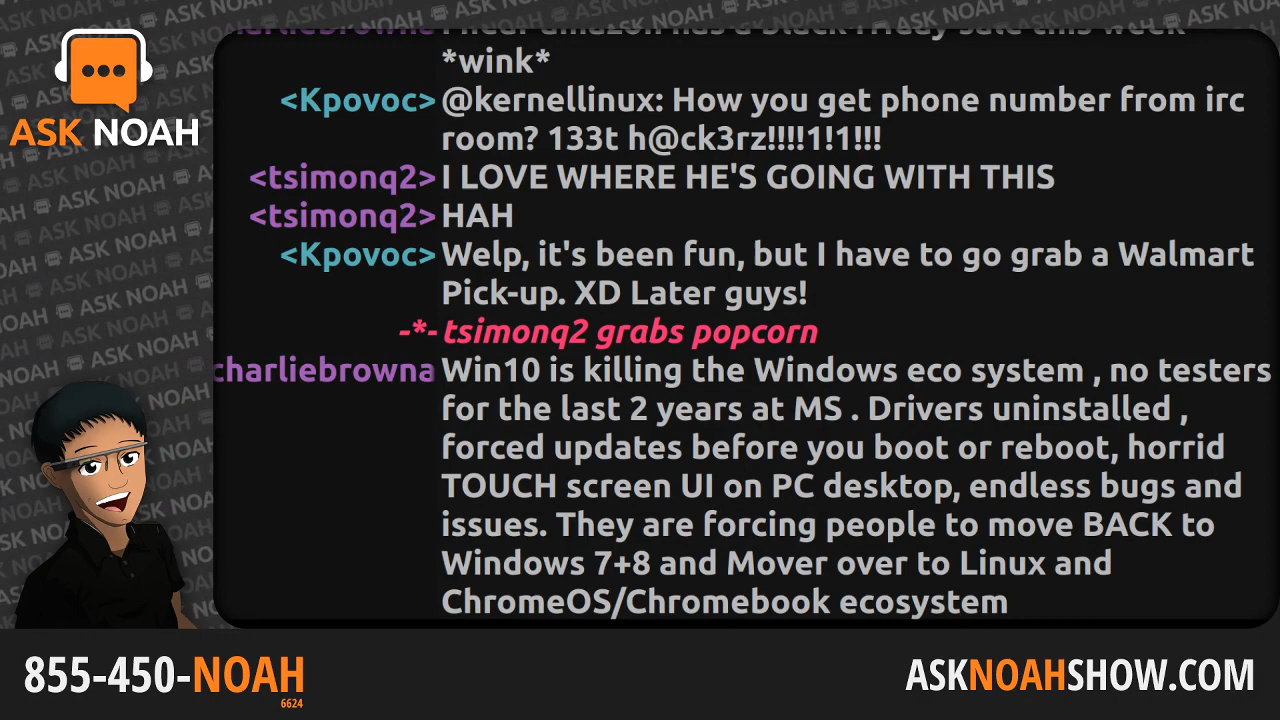 ASK NOAH
*wink*
<Kpovoc> @kernellinux: How you get phone number from irc
room? 133t h@ck3rz!!!!1!1!!!
<tsimonq2> I LOVE WHERE HE'S GOING WITH THIS
<tsimonq2> HAH
<Kpovoc> Welp, it's been fun, but I have to go grab a Walmart
Pick-up. XD Later guys!
-*- tsimonq2 grabs popcorn
charliebrowna Win10 is killing the Windows eco system , no testers
for the last 2 years at MS . Drivers uninstalled ,
forced updates before you boot or reboot, horrid
TOUCH screen UI on PC desktop, endless bugs and
issues. They are forcing people to move BACK to
Windows 7+8 and Mover over to Linux and
ChromeOS/Chromebook ecosystem
855-450-NOAH
6624
ASKNOAHSHOW.COM